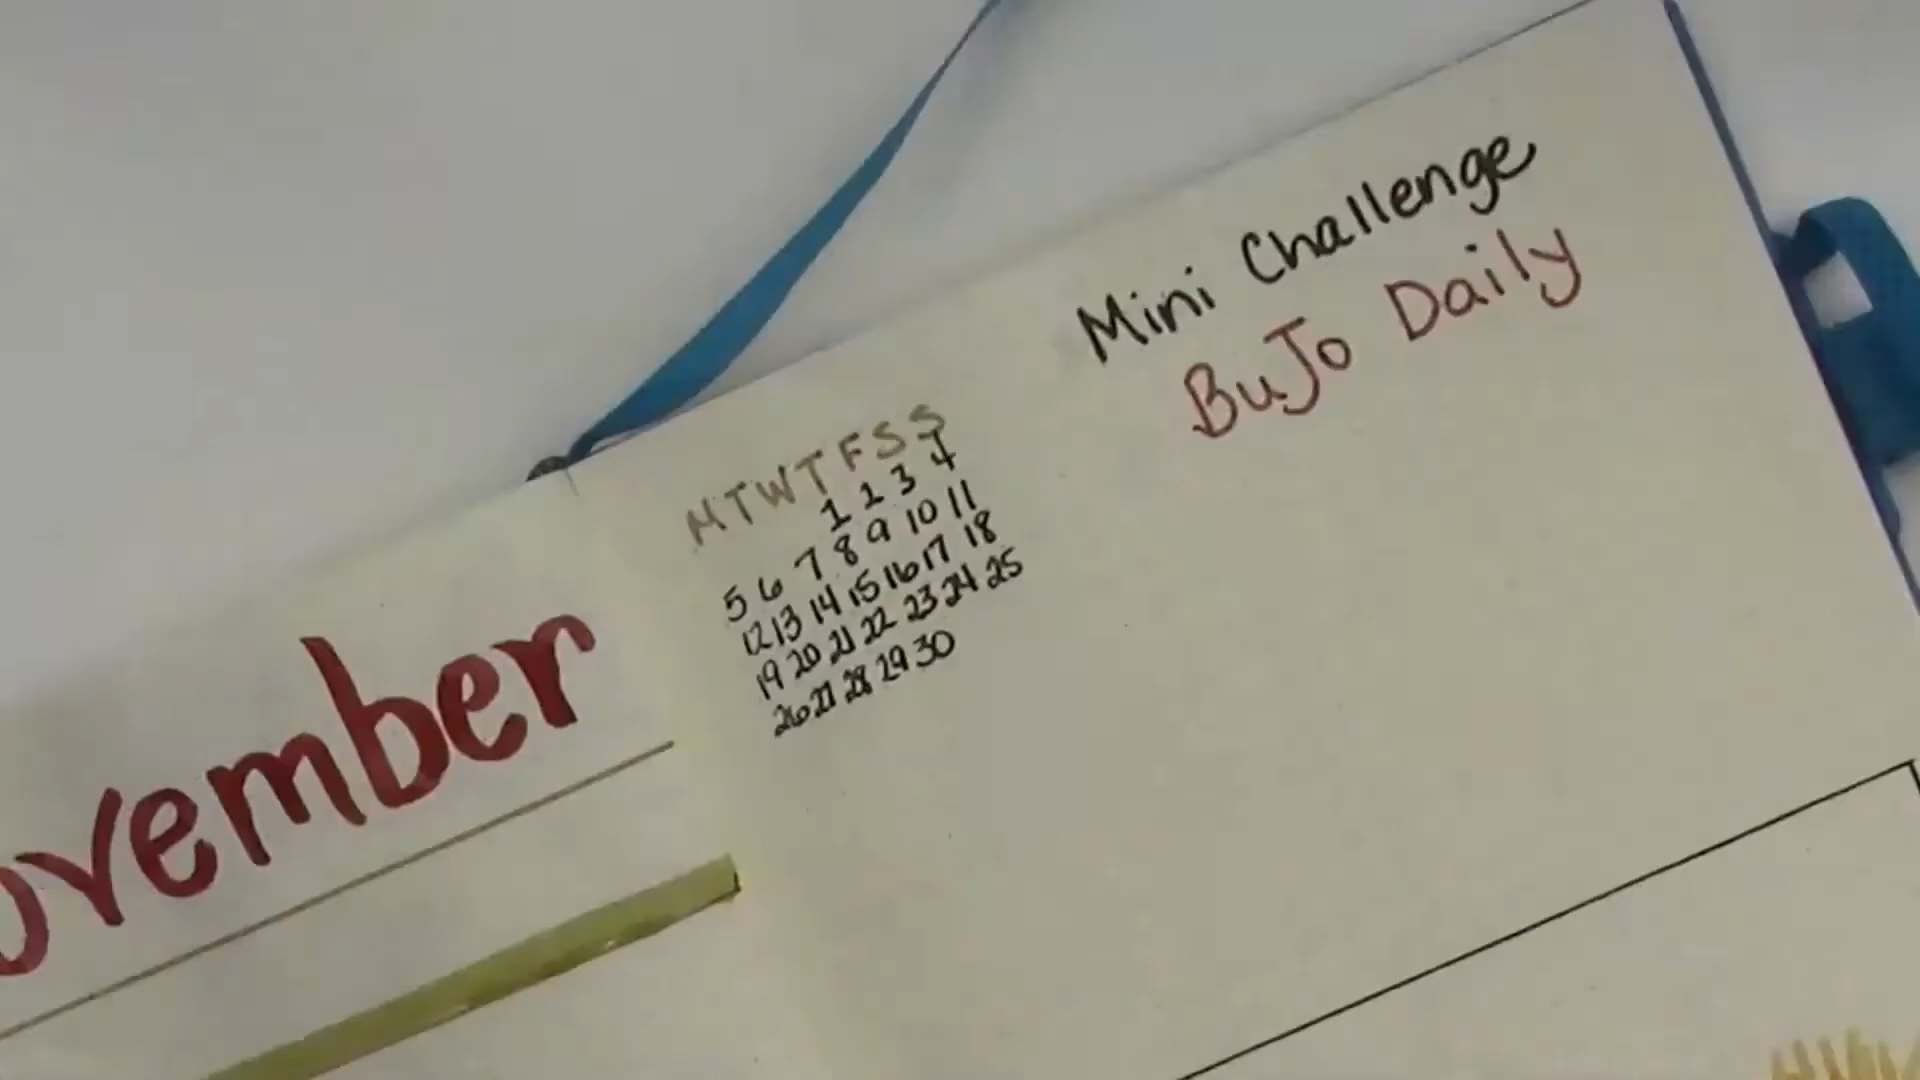 ovember
M T W T F S S
1 2 3 4
5 6 7 8 9 10 11
12 13 14 15 16 17 18
19 20 21 22 23 24 25
26 27 28 29 30
Mini Challenge
BuJo Daily